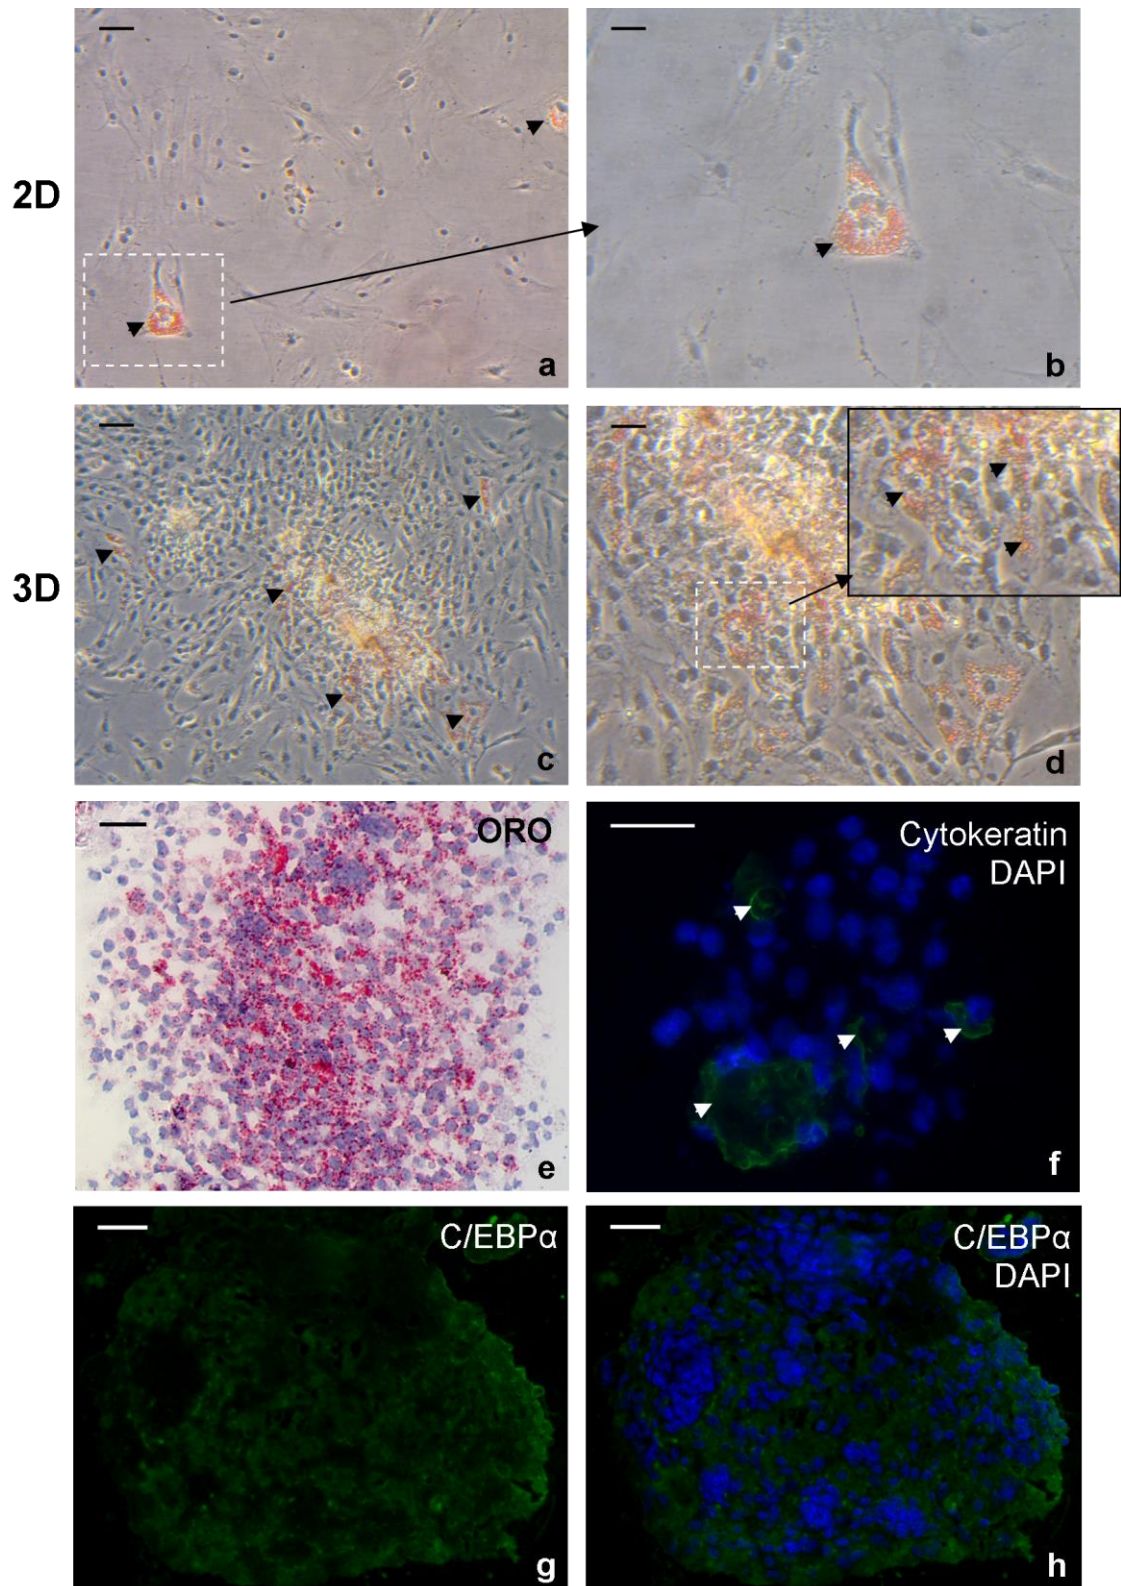 2D
a
b
3D
c
d
ORO
e
Cytokeratin
DAPI
f
C/EBPα
g
C/EBPα
DAPI
h